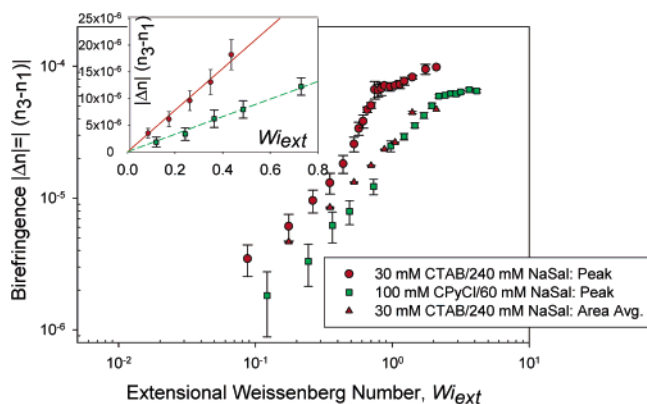 25x10⁻⁶
20x10⁻⁶
15x10⁻⁶
10x10⁻⁶
5x10⁻⁶
0
|Δn| (n₃-n₁)
0.0 0.2 0.4 0.6 0.8
Wi_ext
Birefringence |Δn|=| (n₃-n₁)|
10⁻⁴
10⁻⁵
10⁻⁶
30 mM CTAB/240 mM NaSal: Peak
100 mM CPyCl/60 mM NaSal: Peak
30 mM CTAB/240 mM NaSal: Area Avg.
10⁻² 10⁻¹ 10⁰ 10¹
Extensional Weissenberg Number, Wi_ext